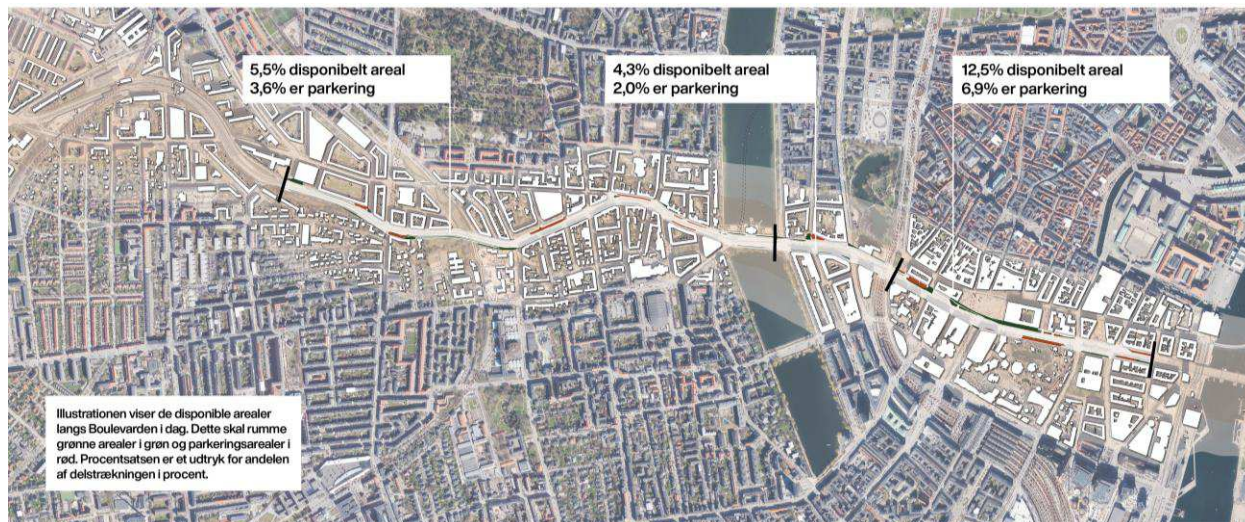 5,5% disponibelt areal
3,6% er parkering
4,3% disponibelt areal
2,0% er parkering
12,5% disponibelt areal
6,9% er parkering
Illustrationen viser de disponible arealer
langs Boulevarden i dag. Dette skal rumme
grønne arealer i grøn og parkeringsarealer i
rød. Procentsatsen er et udtryk for andelen
af delstrækningen i procent.